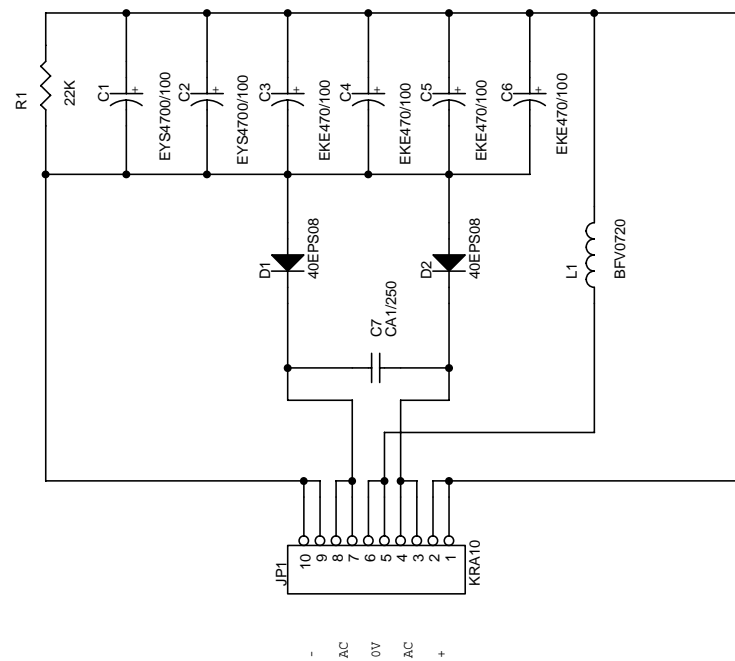 R1
22K
C1
+
EYS4700/100
C2
+
EYS4700/100
C3
+
EKE470/100
C4
+
EKE470/100
C5
+
EKE470/100
C6
+
EKE470/100
D1
40EPS08
D2
40EPS08
C7
CA1/250
L1
BFV0720
JP1
10
9
8
7
6
5
4
3
2
1
KRA10
-
AC
0V
AC
+